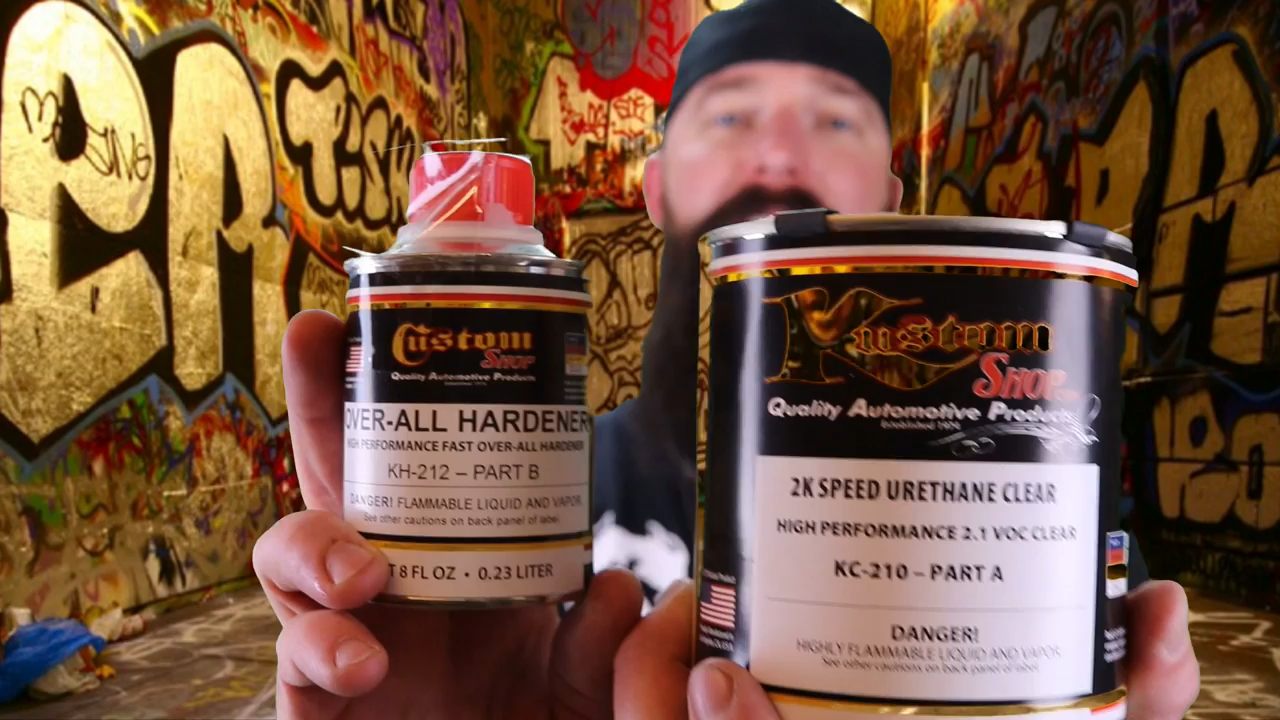 TiSK
Custom
SHOP
Quality Automotive Products
OVER-ALL HARDENER
HIGH PERFORMANCE FAST OVER-ALL HARDENER
KH-212 – PART B
DANGER! FLAMMABLE LIQUID AND VAPOR
See other cautions on back panel of label
T 8 FL OZ • 0.23 LITER
Kustom
SHOP
Quality Automotive Products
Established 1974
2K SPEED URETHANE CLEAR
HIGH PERFORMANCE 2.1 VOC CLEAR
KC-210 – PART A
DANGER!
HIGHLY FLAMMABLE LIQUID AND VAPOR
See other cautions on back panel of label